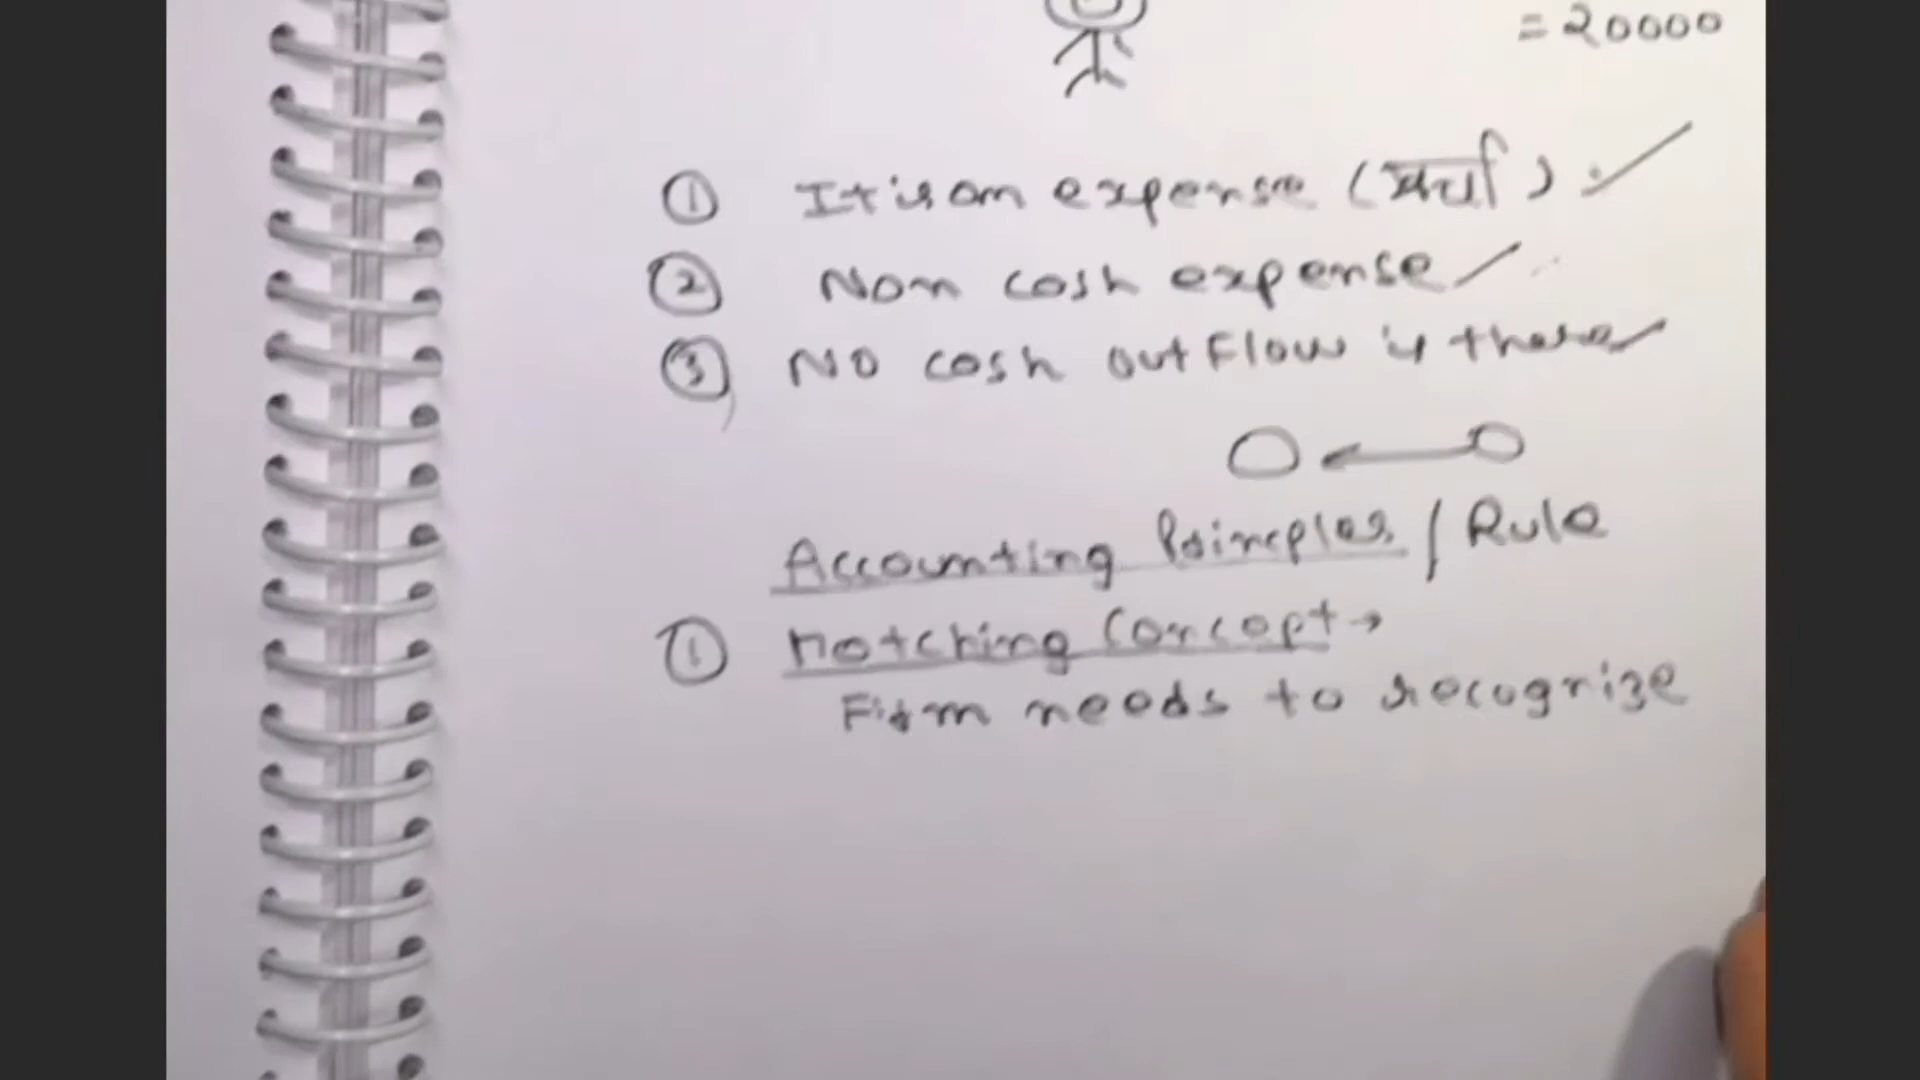 = 20000
① It is an expense (खर्चा)
② Non cash expense
③ No cash outflow is there
Accounting Principles / Rule
① Matching Concept →
Firm needs to recognize